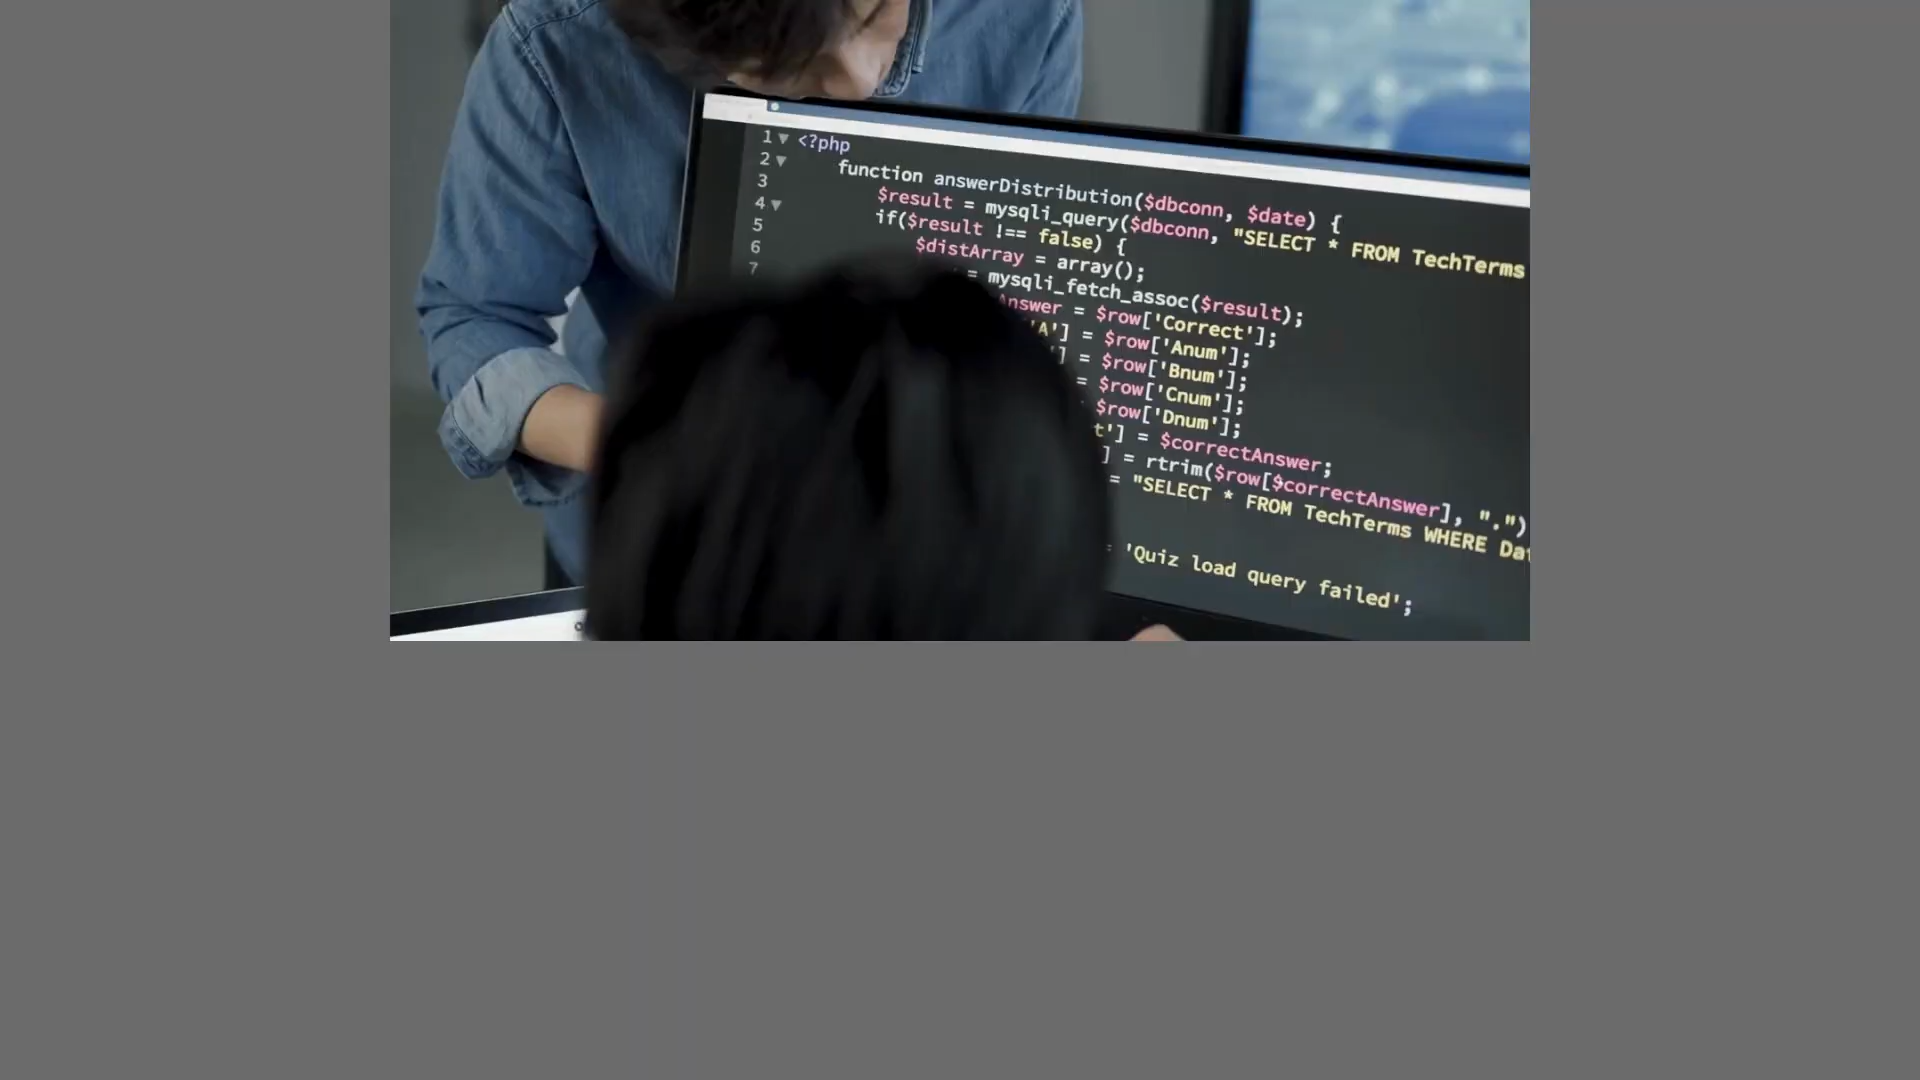 1 <?php
2 function answerDistribution($dbconn, $date) {
3 $result = mysqli_query($dbconn, "SELECT * FROM TechTerms
4 if($result !== false) {
5 $distArray = array();
6 = mysqli_fetch_assoc($result);
7 Answer = $row['Correct'];
'A'] = $row['Anum'];
'] = $row['Bnum'];
= $row['Cnum'];
$row['Dnum'];
t'] = $correctAnswer;
] = rtrim($row[$correctAnswer], ".")
= "SELECT * FROM TechTerms WHERE
= 'Quiz load query failed';